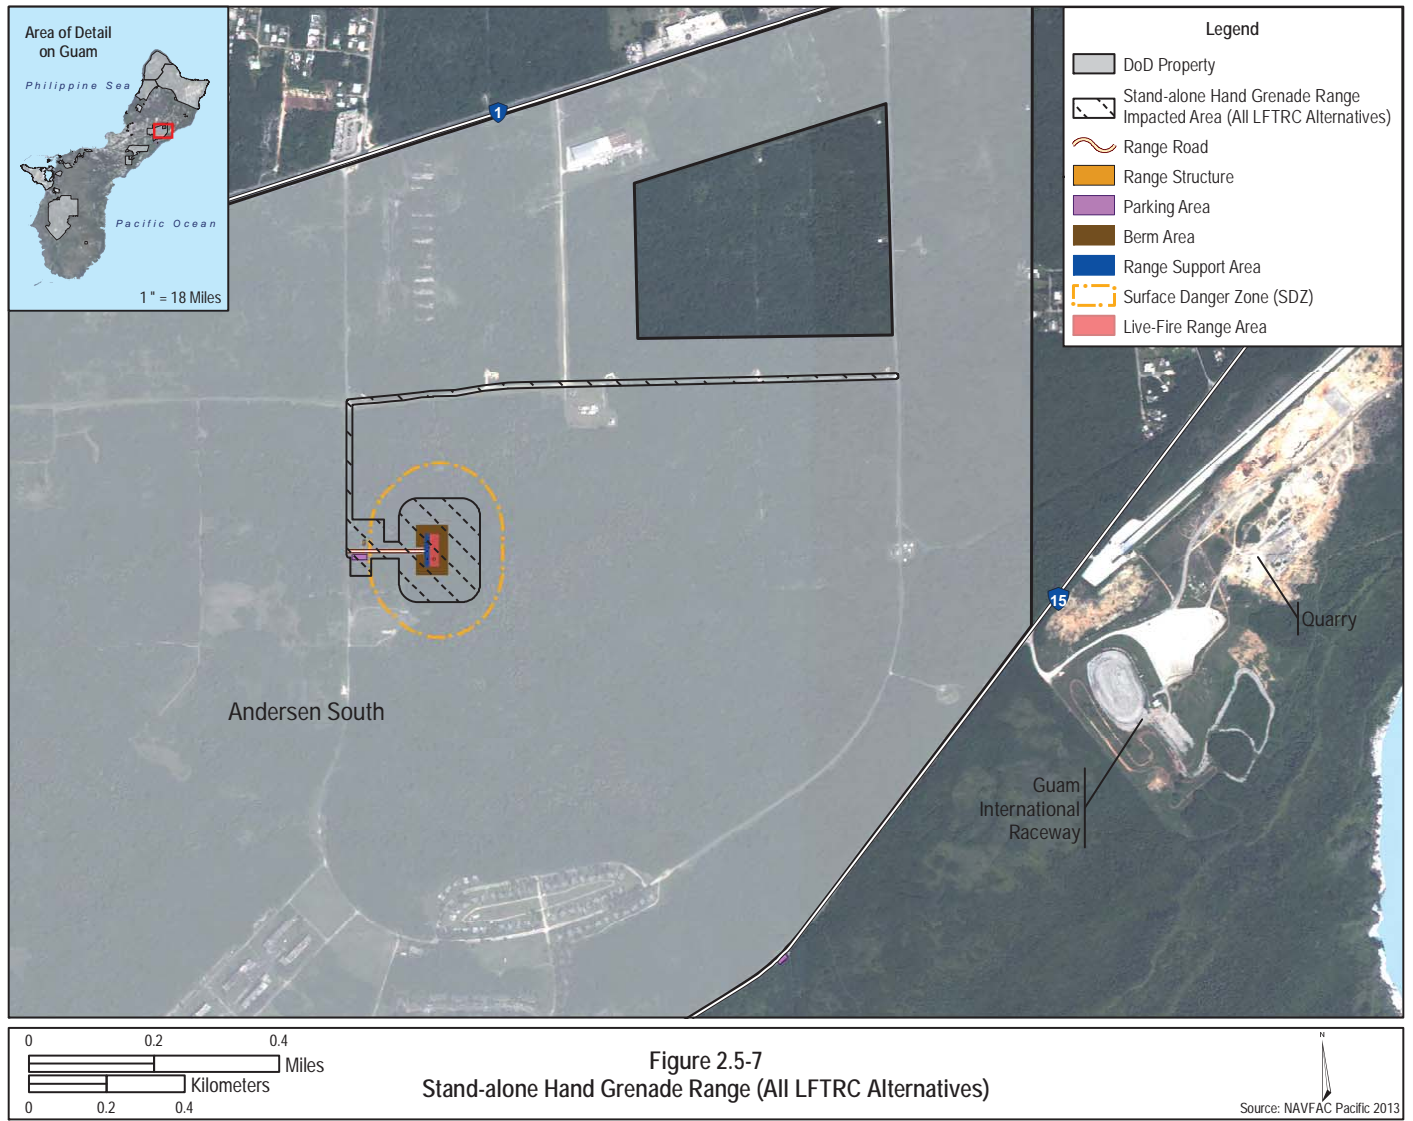 Area of Detail
on Guam
Philippine Sea
Pacific Ocean
1 " = 18 Miles
1
Legend
DoD Property
Stand-alone Hand Grenade Range
Impacted Area (All LFTRC Alternatives)
Range Road
Range Structure
Parking Area
Berm Area
Range Support Area
Surface Danger Zone (SDZ)
Live-Fire Range Area
15
Quarry
Andersen South
Guam
International
Raceway
0 0.2 0.4
Miles
Kilometers
0 0.2 0.4
Figure 2.5-7
Stand-alone Hand Grenade Range (All LFTRC Alternatives)
N
Source: NAVFAC Pacific 2013